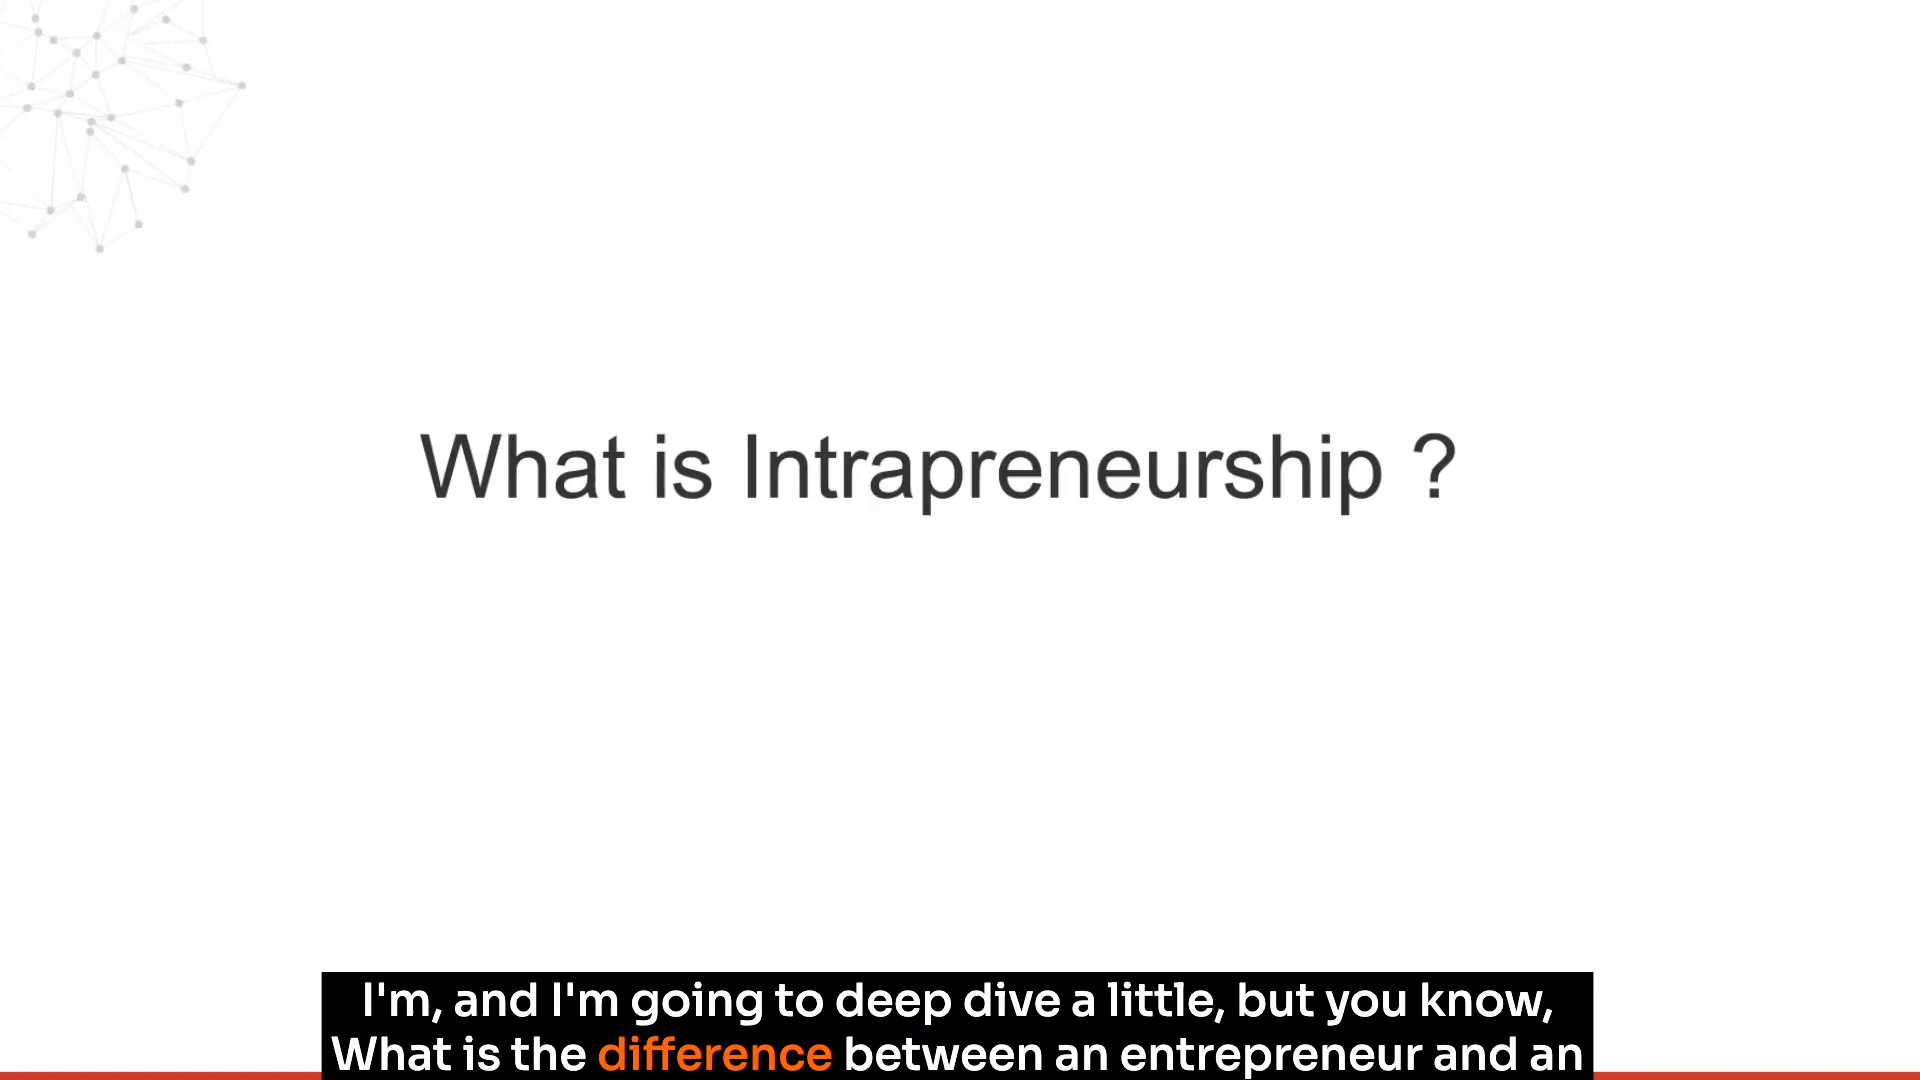 What is Intrapreneurship ?
I'm, and I'm going to deep dive a little, but you know,
What is the difference between an entrepreneur and an